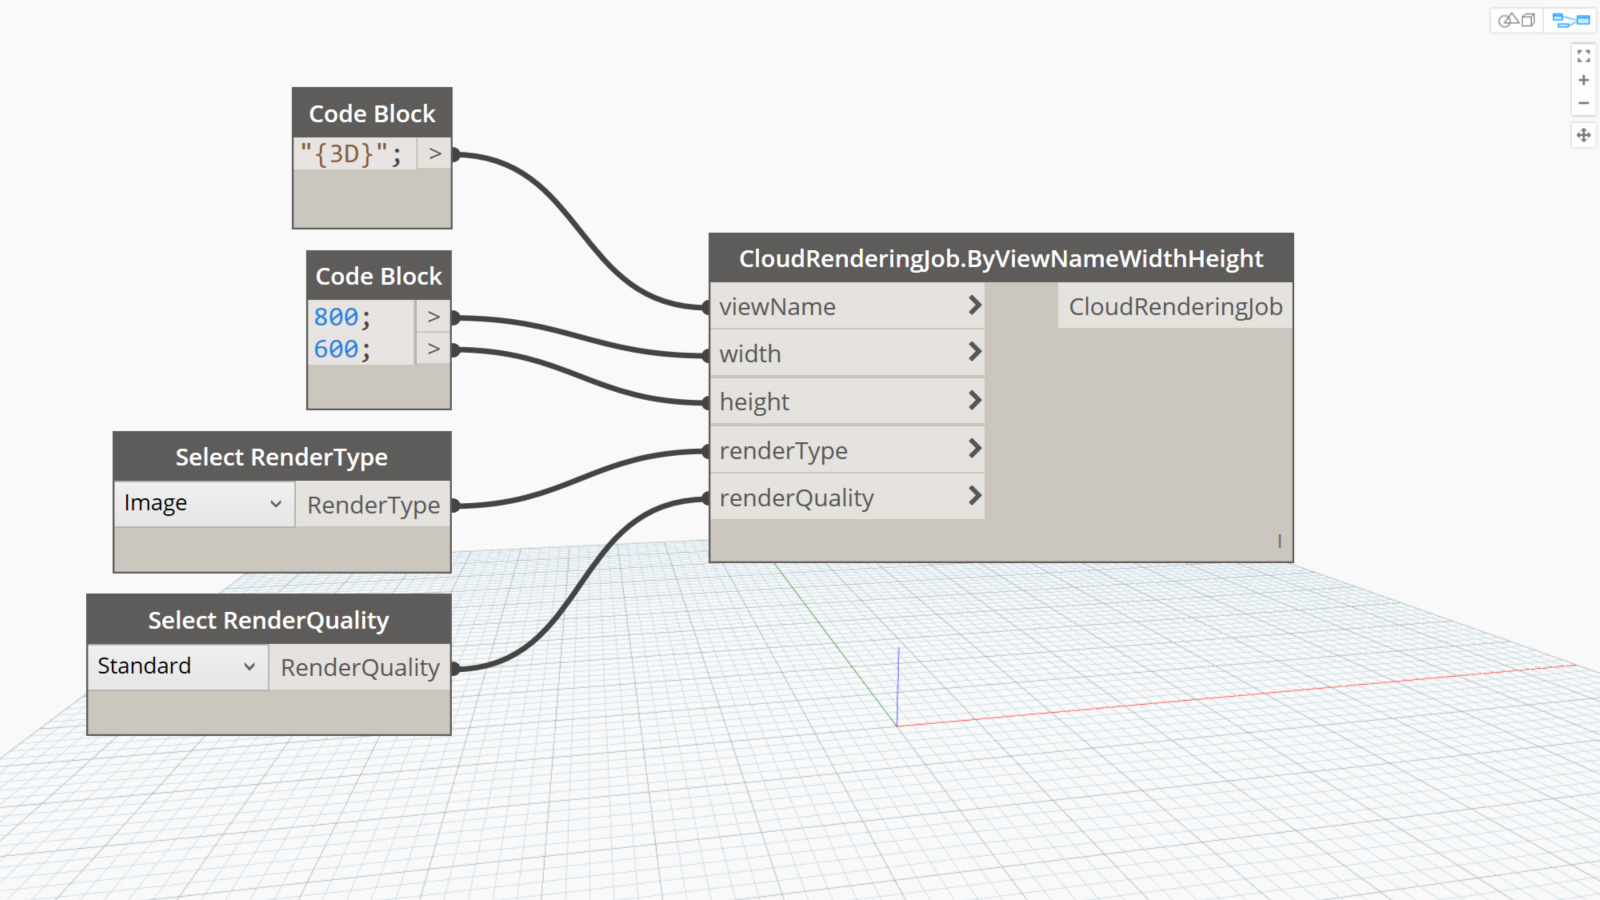 Code Block
"{3D}"; >
Code Block
800; >
600; >
Select RenderType
Image RenderType
Select RenderQuality
Standard RenderQuality
CloudRenderingJob.ByViewNameWidthHeight
viewName CloudRenderingJob
width
height
renderType
renderQuality
l